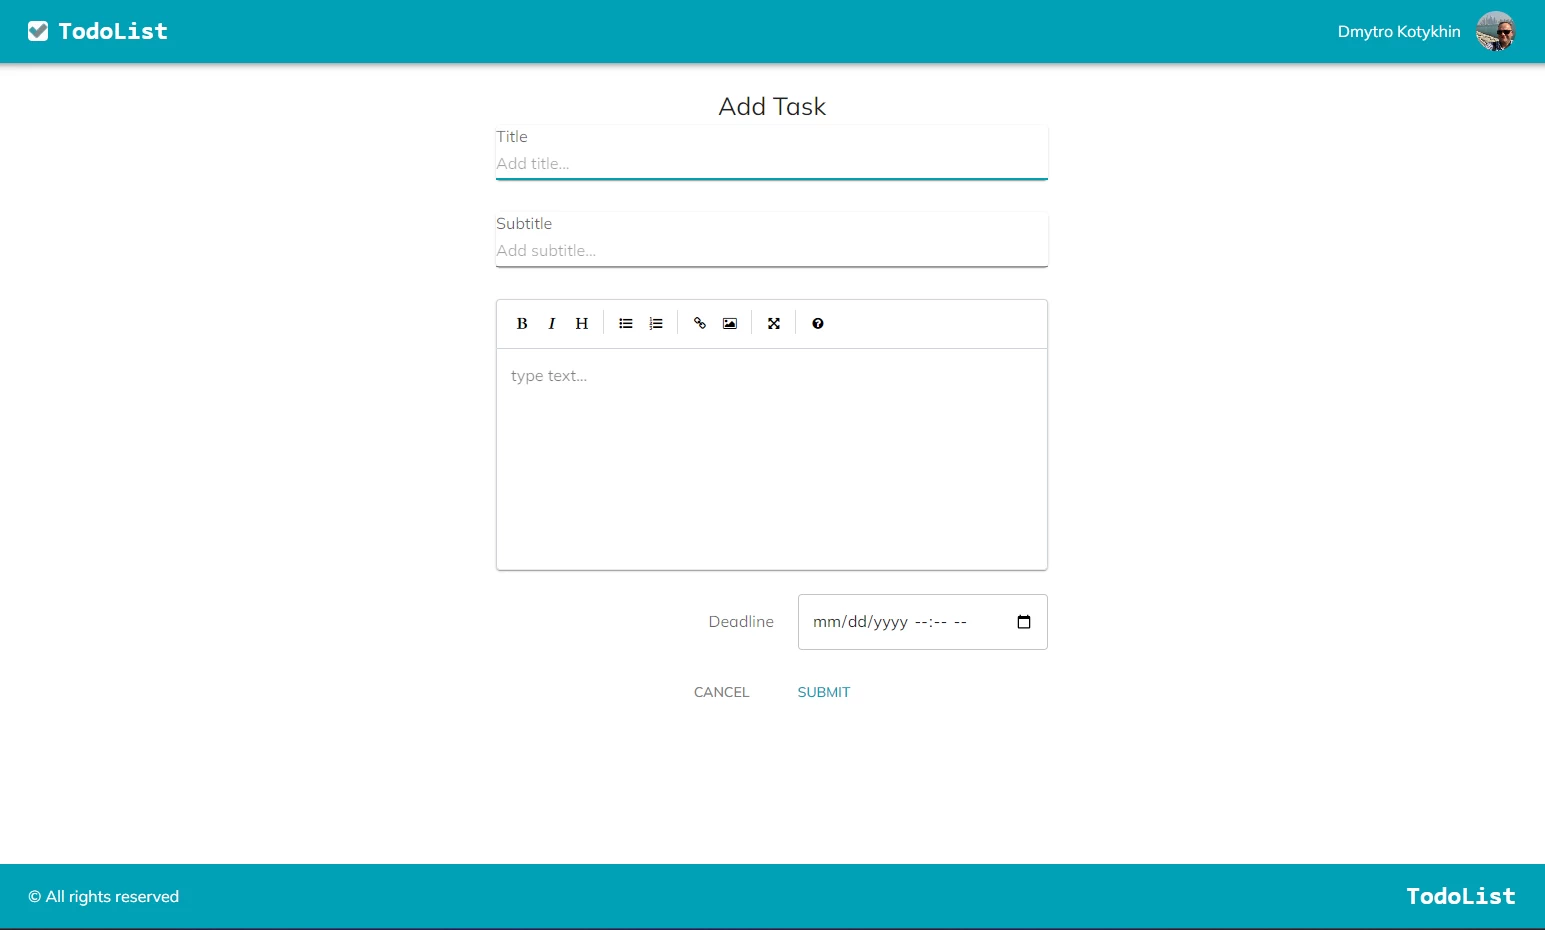 TodoList
Dmytro Kotykhin
Add Task
Title
Add title...
Subtitle
Add subtitle...
B I H
type text...
Deadline mm/dd/yyyy --:-- --
CANCEL SUBMIT
© All rights reserved
TodoList